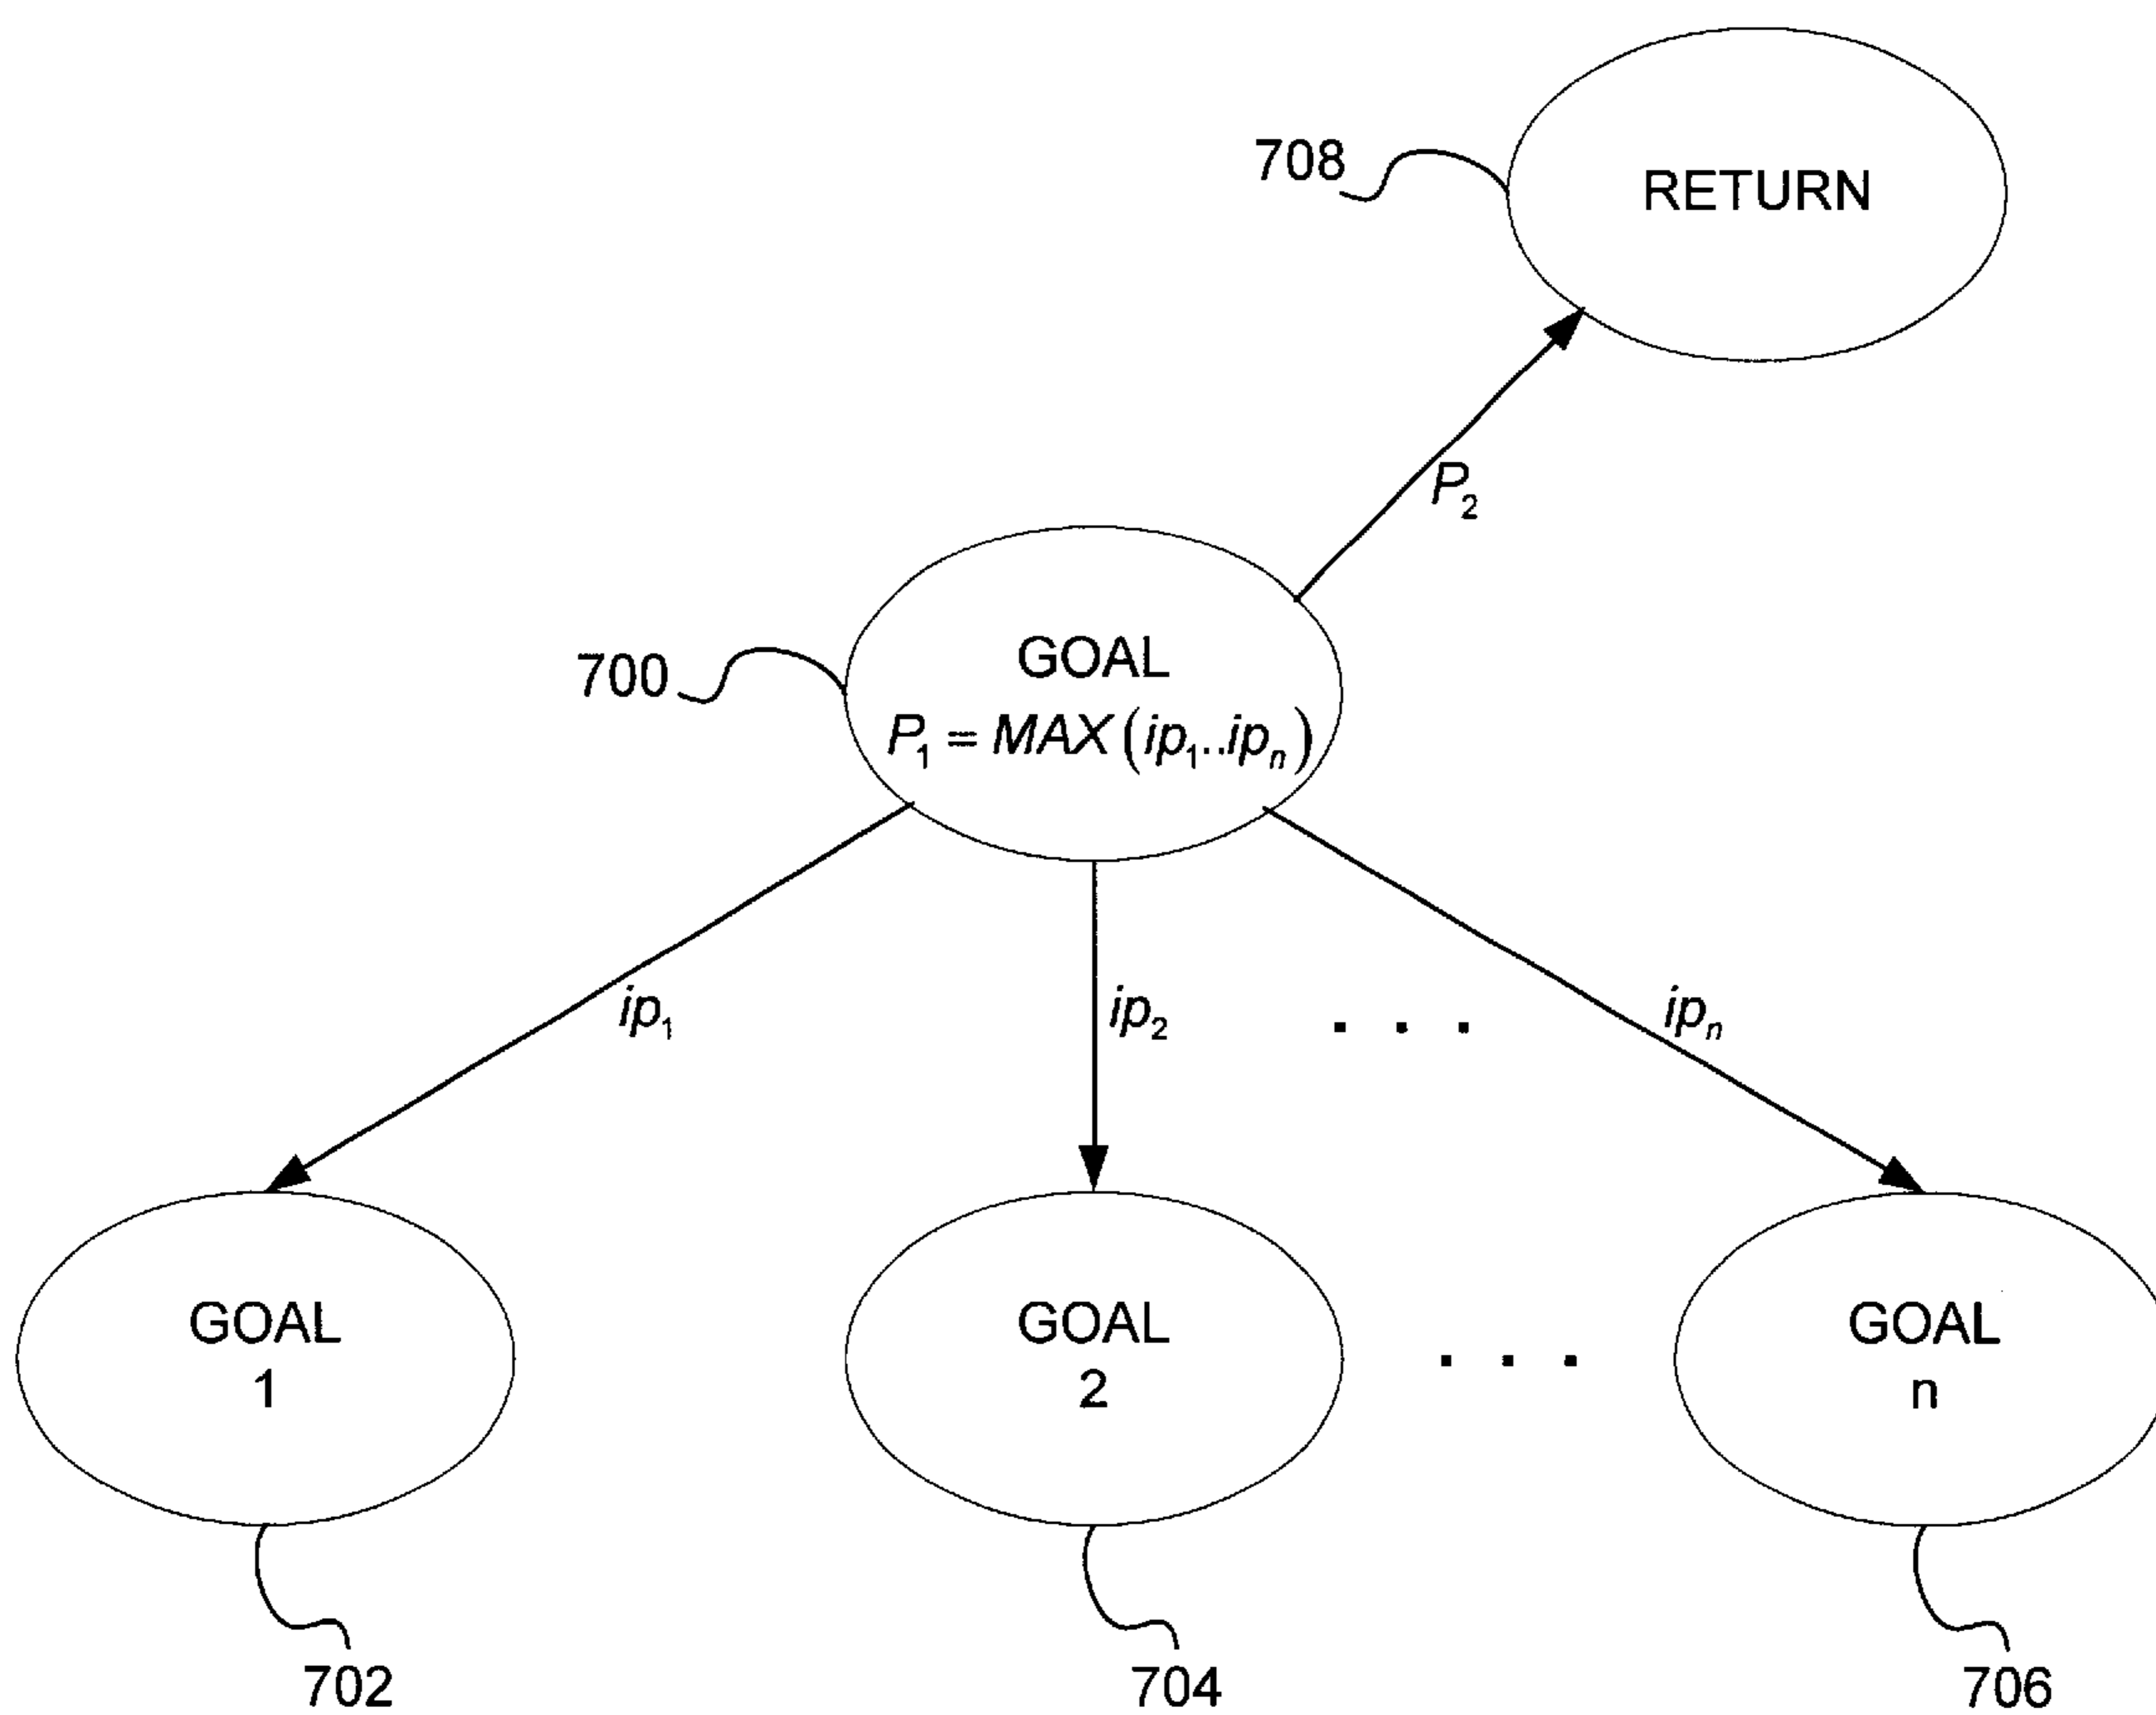 708
RETURN
P₂
700
GOAL
P₁ = MAX(ip₁..ipₙ)
ip₁
ip₂
. . .
ipₙ
GOAL
1
GOAL
2
. . .
GOAL
n
702
704
706